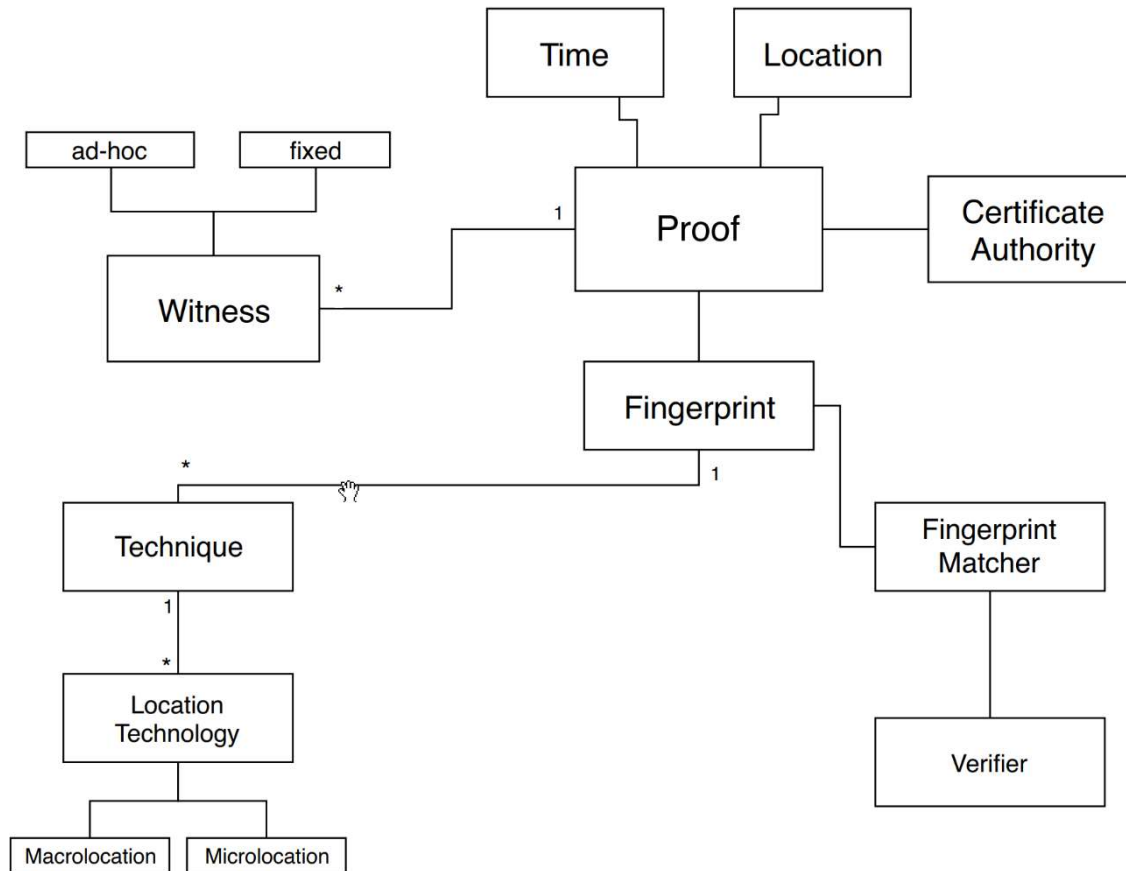 Time
Location
ad-hoc
fixed
1
Proof
Certificate
Authority
*
Witness
Fingerprint
*
1
Technique
Fingerprint
Matcher
1
*
Location
Technology
Verifier
Macrolocation
Microlocation